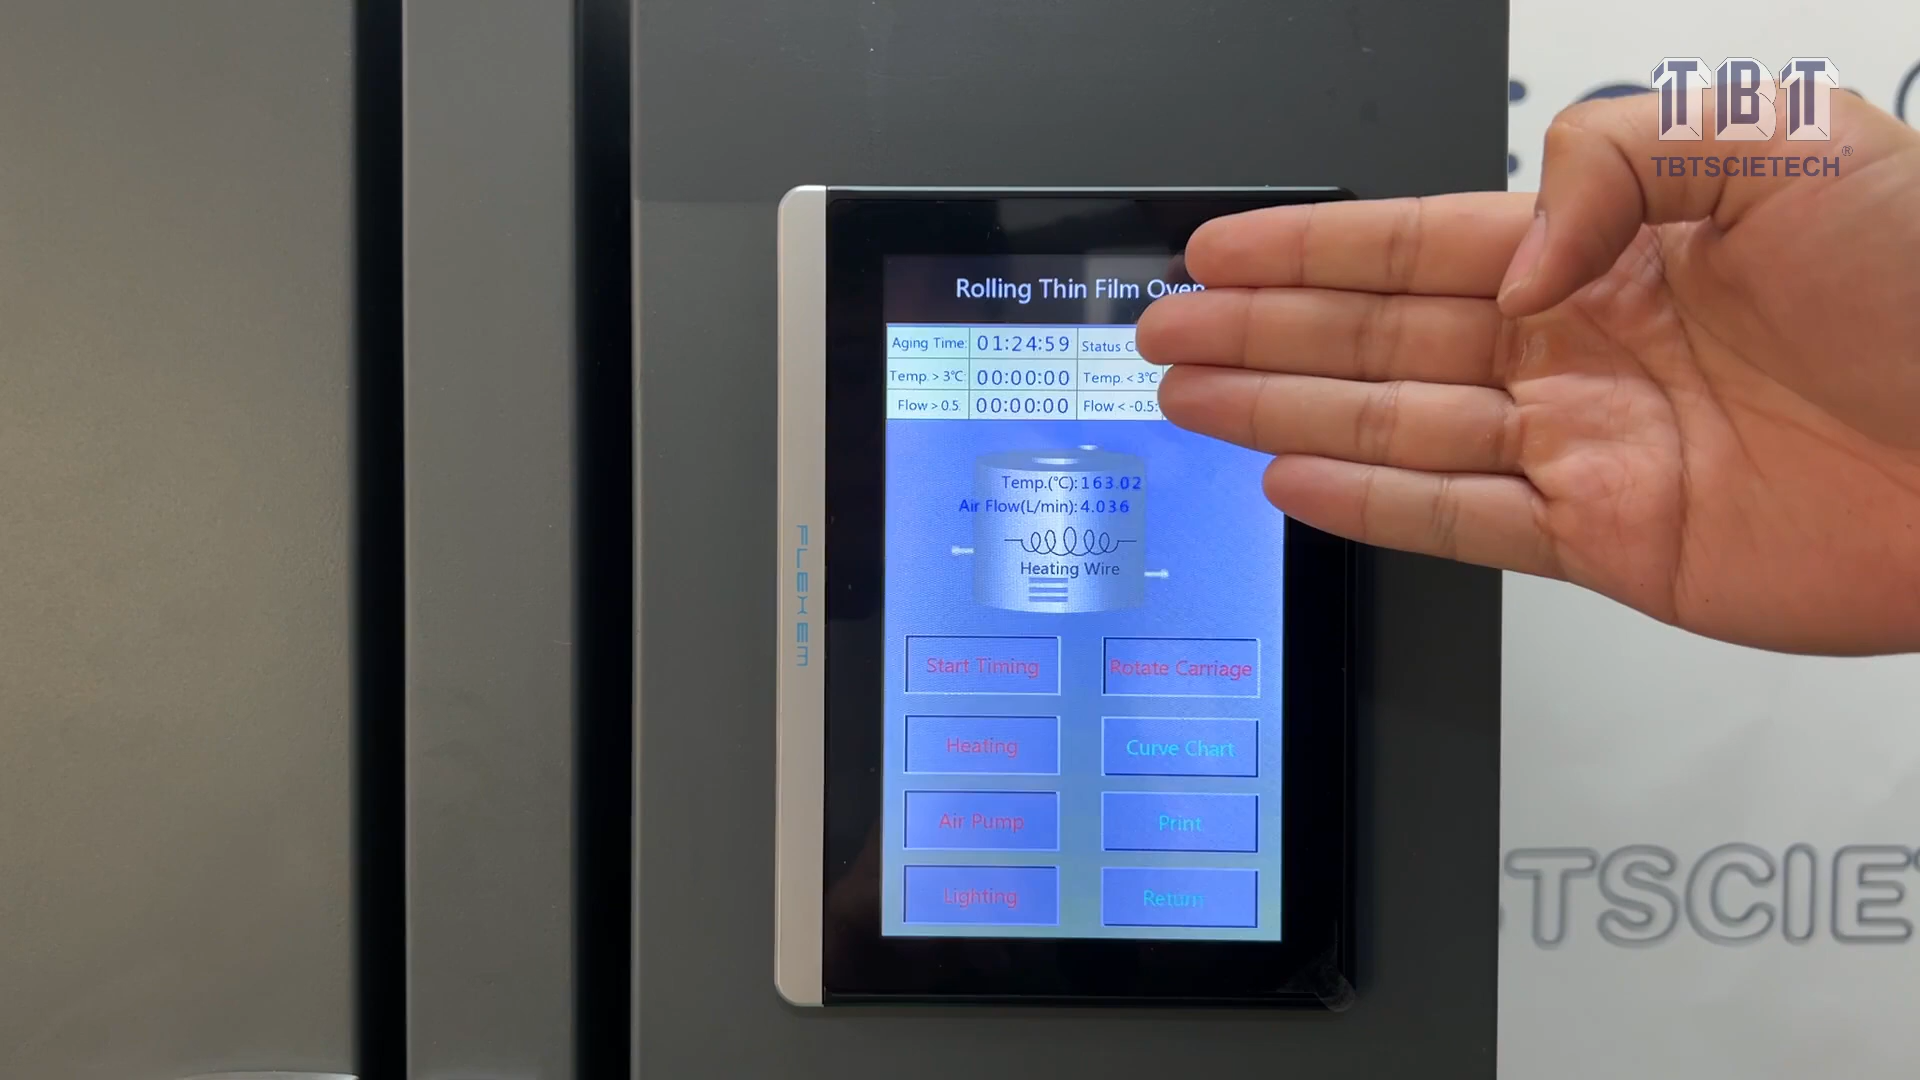 TBT
TBTSCIETECH®
Rolling Thin Film Oven
Aging Time: 01:24:59 Status
Temp. > 3℃: 00:00:00 Temp. < 3℃
Flow > 0.5: 00:00:00 Flow < -0.5:
Temp.(℃): 163.02
Air Flow(L/min): 4.036
Heating Wire
Start Timing Rotate Carriage
Heating Curve Chart
Air Pump Print
Lighting Return
FLEXEM
TSCIE